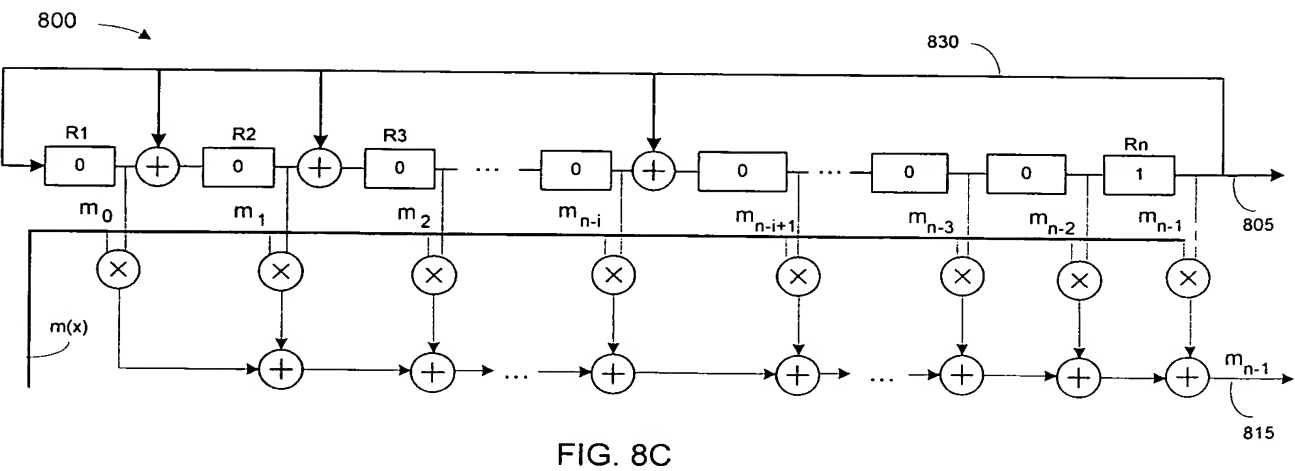 800
830
R1 R2 R3 Rn
0 0 0 ... 0 0 ... 0 0 1
m0 m1 m2 mn-i mn-i+1 mn-3 mn-2 mn-1 805
m(x)
... ... mn-1
815
FIG. 8C